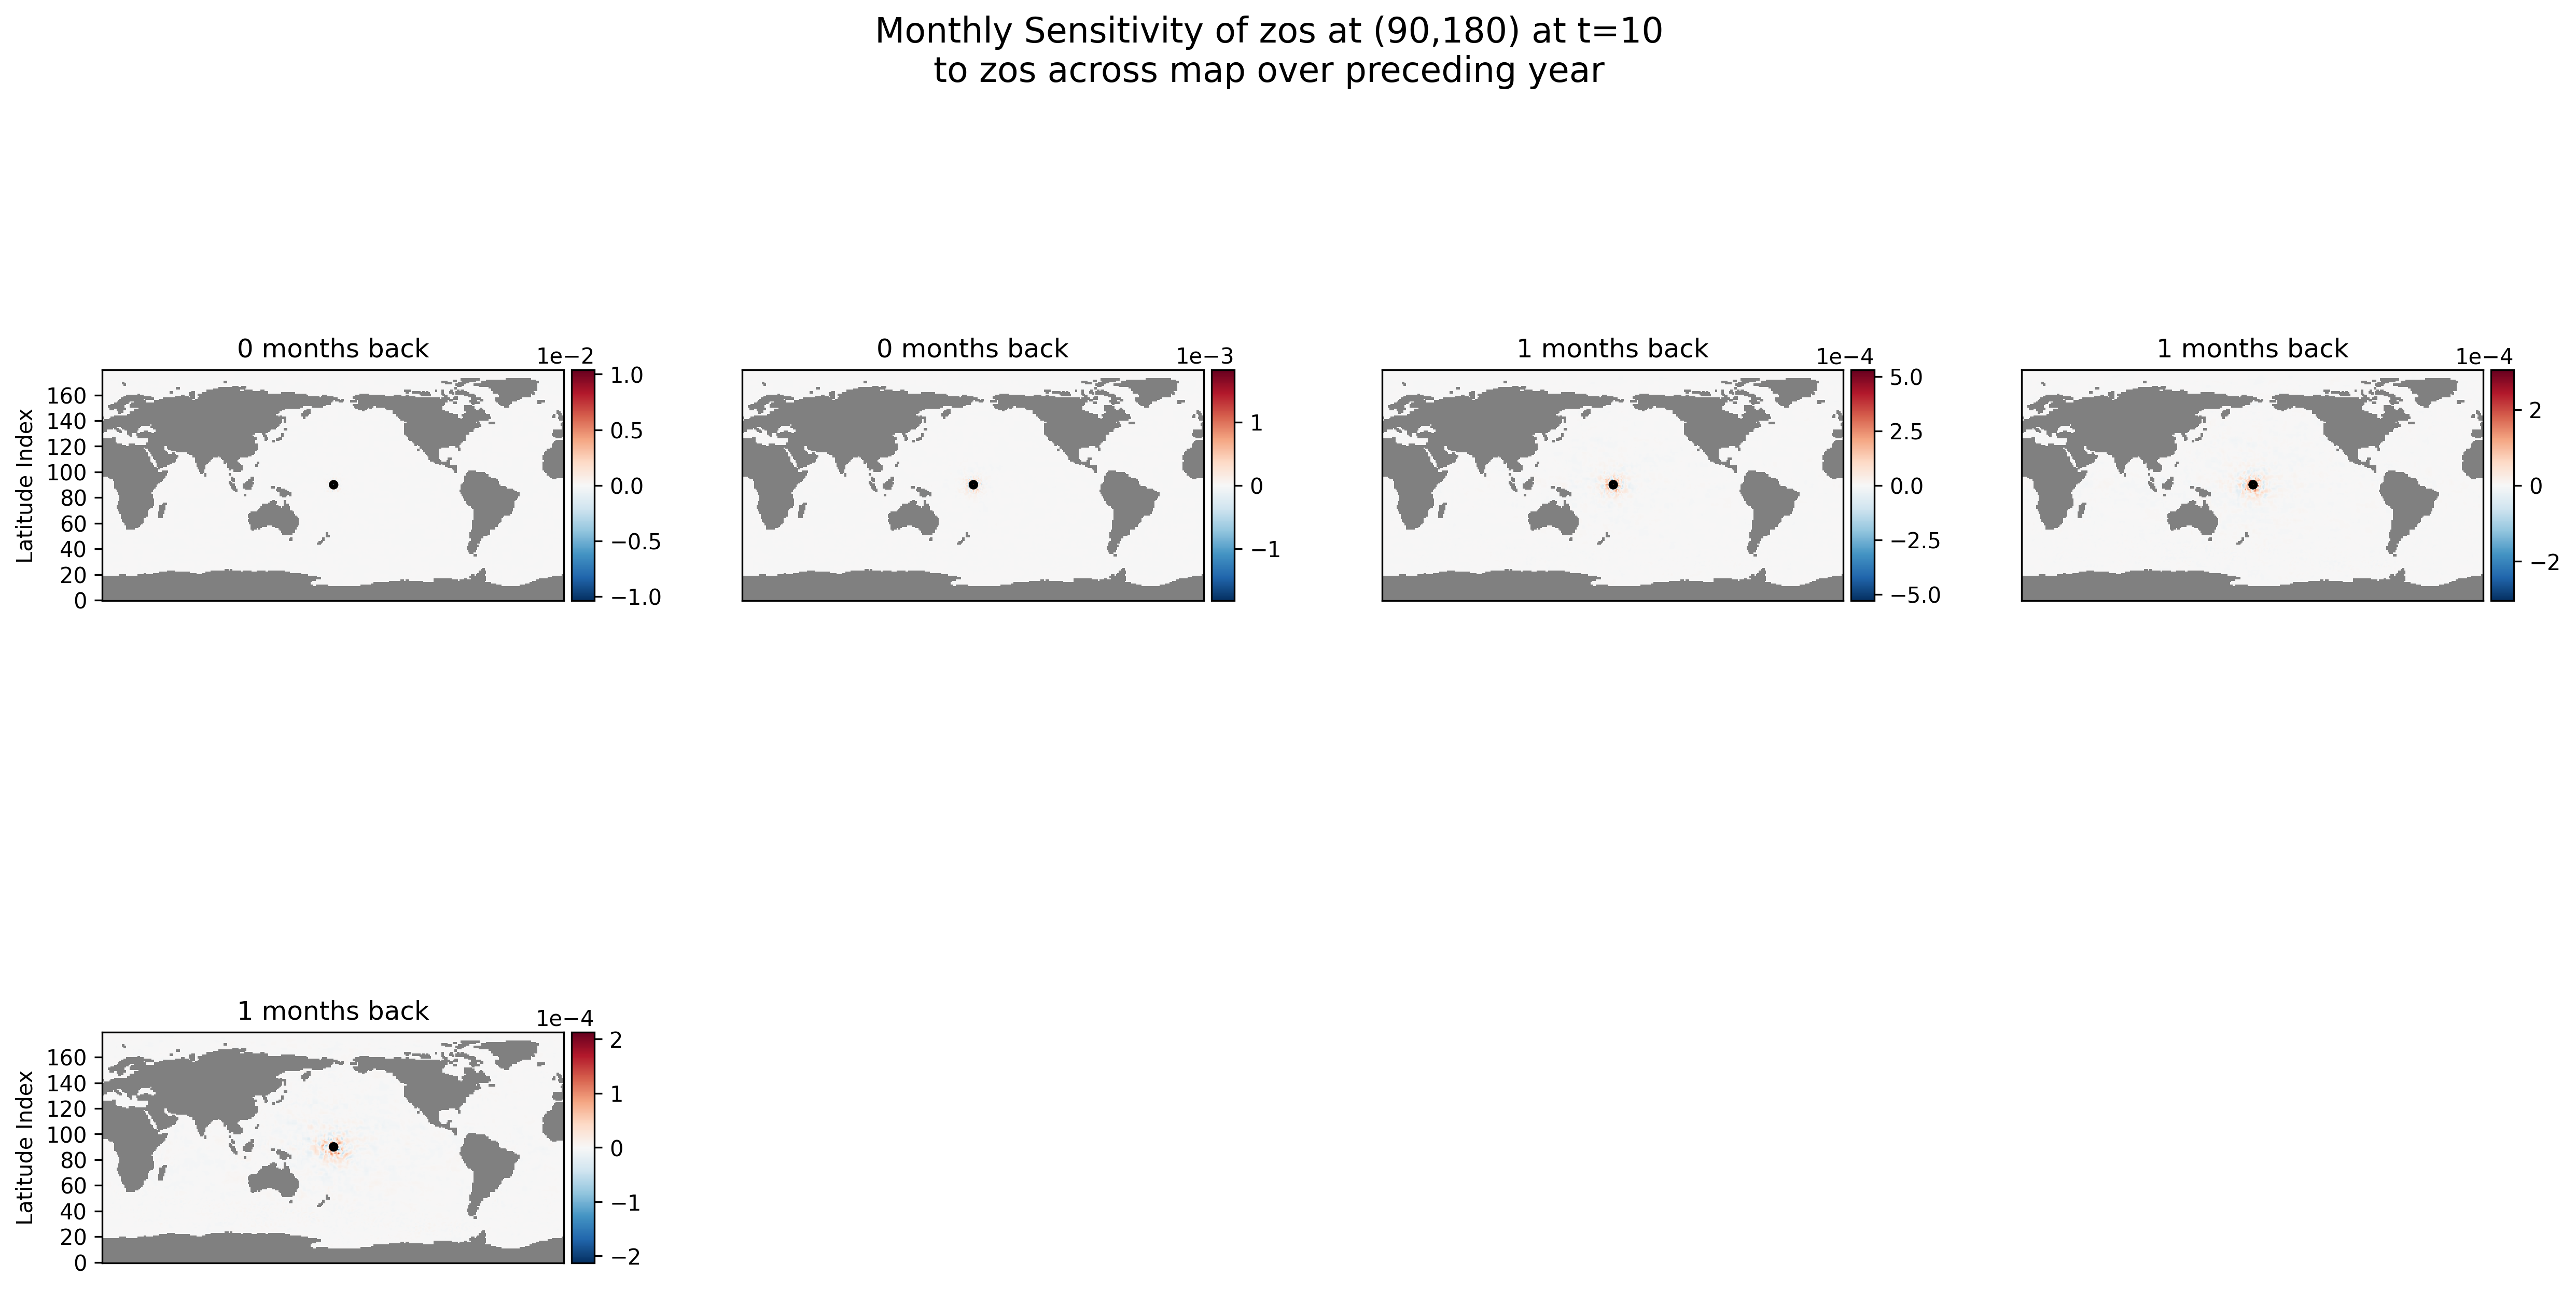 Monthly Sensitivity of zos at (90,180) at t=10
to zos across map over preceding year
0 months back
1e−2
Latitude Index
160
140
120
100
80
60
40
20
0
1.0
0.5
0.0
−0.5
−1.0
0 months back
1e−3
1
0
−1
1 months back
1e−4
5.0
2.5
0.0
−2.5
−5.0
1 months back
1e−4
2
0
−2
1 months back
1e−4
Latitude Index
160
140
120
100
80
60
40
20
0
2
1
0
−1
−2